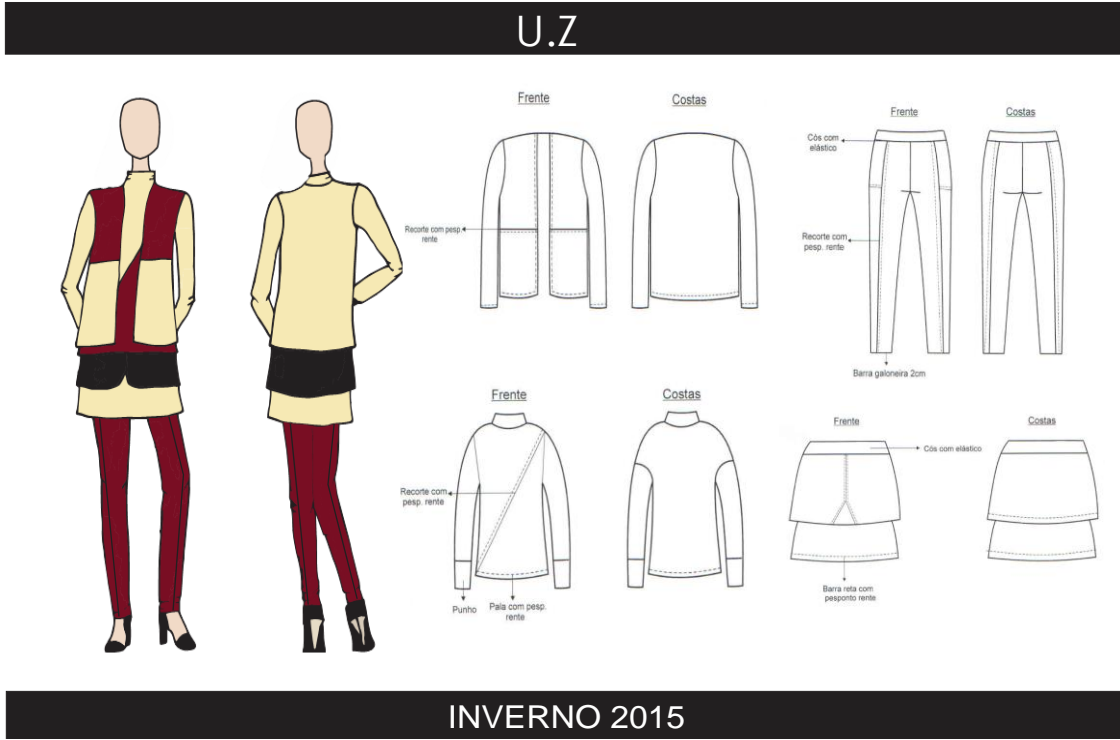 U.Z
Frente
Costas
Recorte com pesp.
rente
Frente
Costas
Cós com
elástico
Recorte com
pesp. rente
Barra galoneira 2cm
Frente
Costas
Recorte com
pesp. rente
Punho
Pala com pesp.
rente
Frente
Costas
Cós com elástico
Barra reta com
pesponto rente
INVERNO 2015